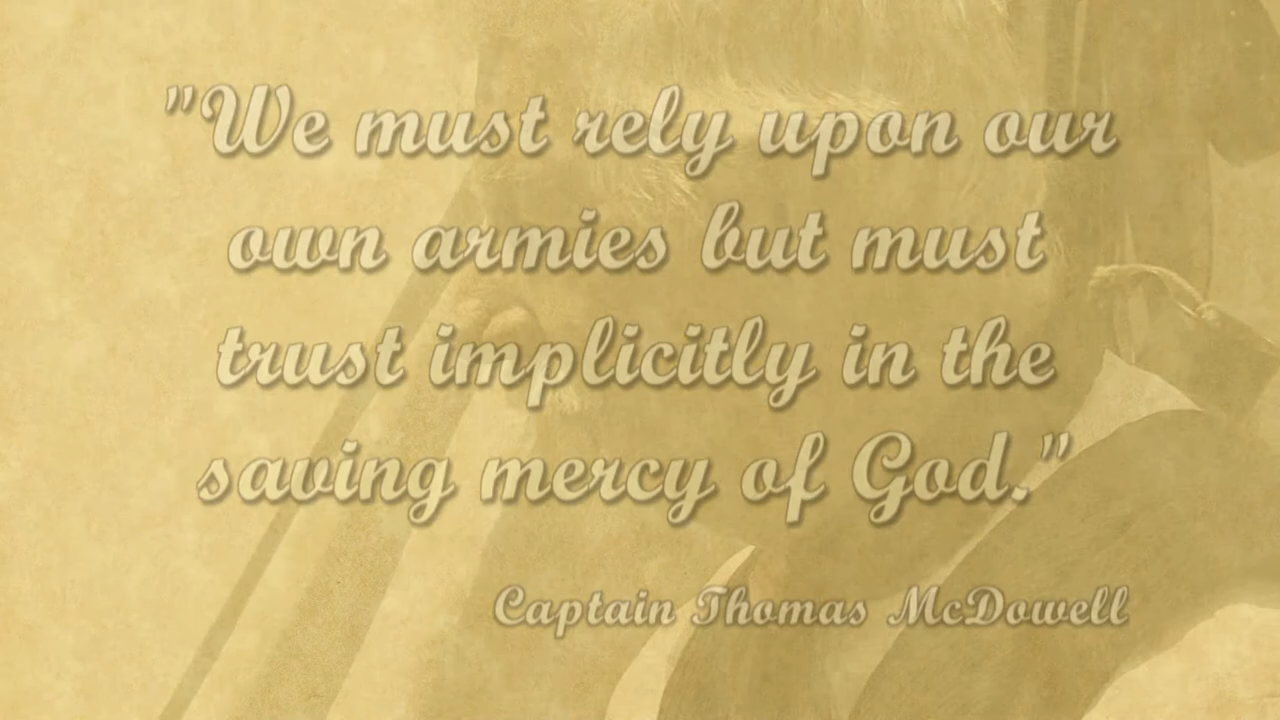 "We must rely upon our
own armies but must
trust implicitly in the
saving mercy of God."
Captain Thomas McDowell